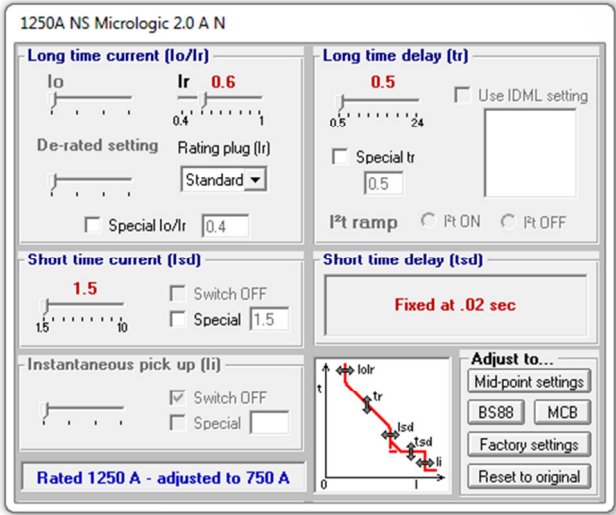 1250A NS Micrologic 2.0 A N
Long time current (Io/Ir)
Io
Ir 0.6
0.4 1
De-rated setting
Rating plug (Ir)
Standard
Special Io/Ir 0.4
Long time delay (tr)
0.5
0.5 24
Use IDML setting
Special tr
0.5
I²t ramp I²t ON I²t OFF
Short time current (Isd)
1.5
1.5 10
Switch OFF
Special 1.5
Short time delay (tsd)
Fixed at .02 sec
Instantaneous pick up (Ii)
Switch OFF
Special
Rated 1250 A - adjusted to 750 A
t
IoIr
tr
Isd
tsd
Ii
0 I
Adjust to...
Mid-point settings
BS88 MCB
Factory settings
Reset to original